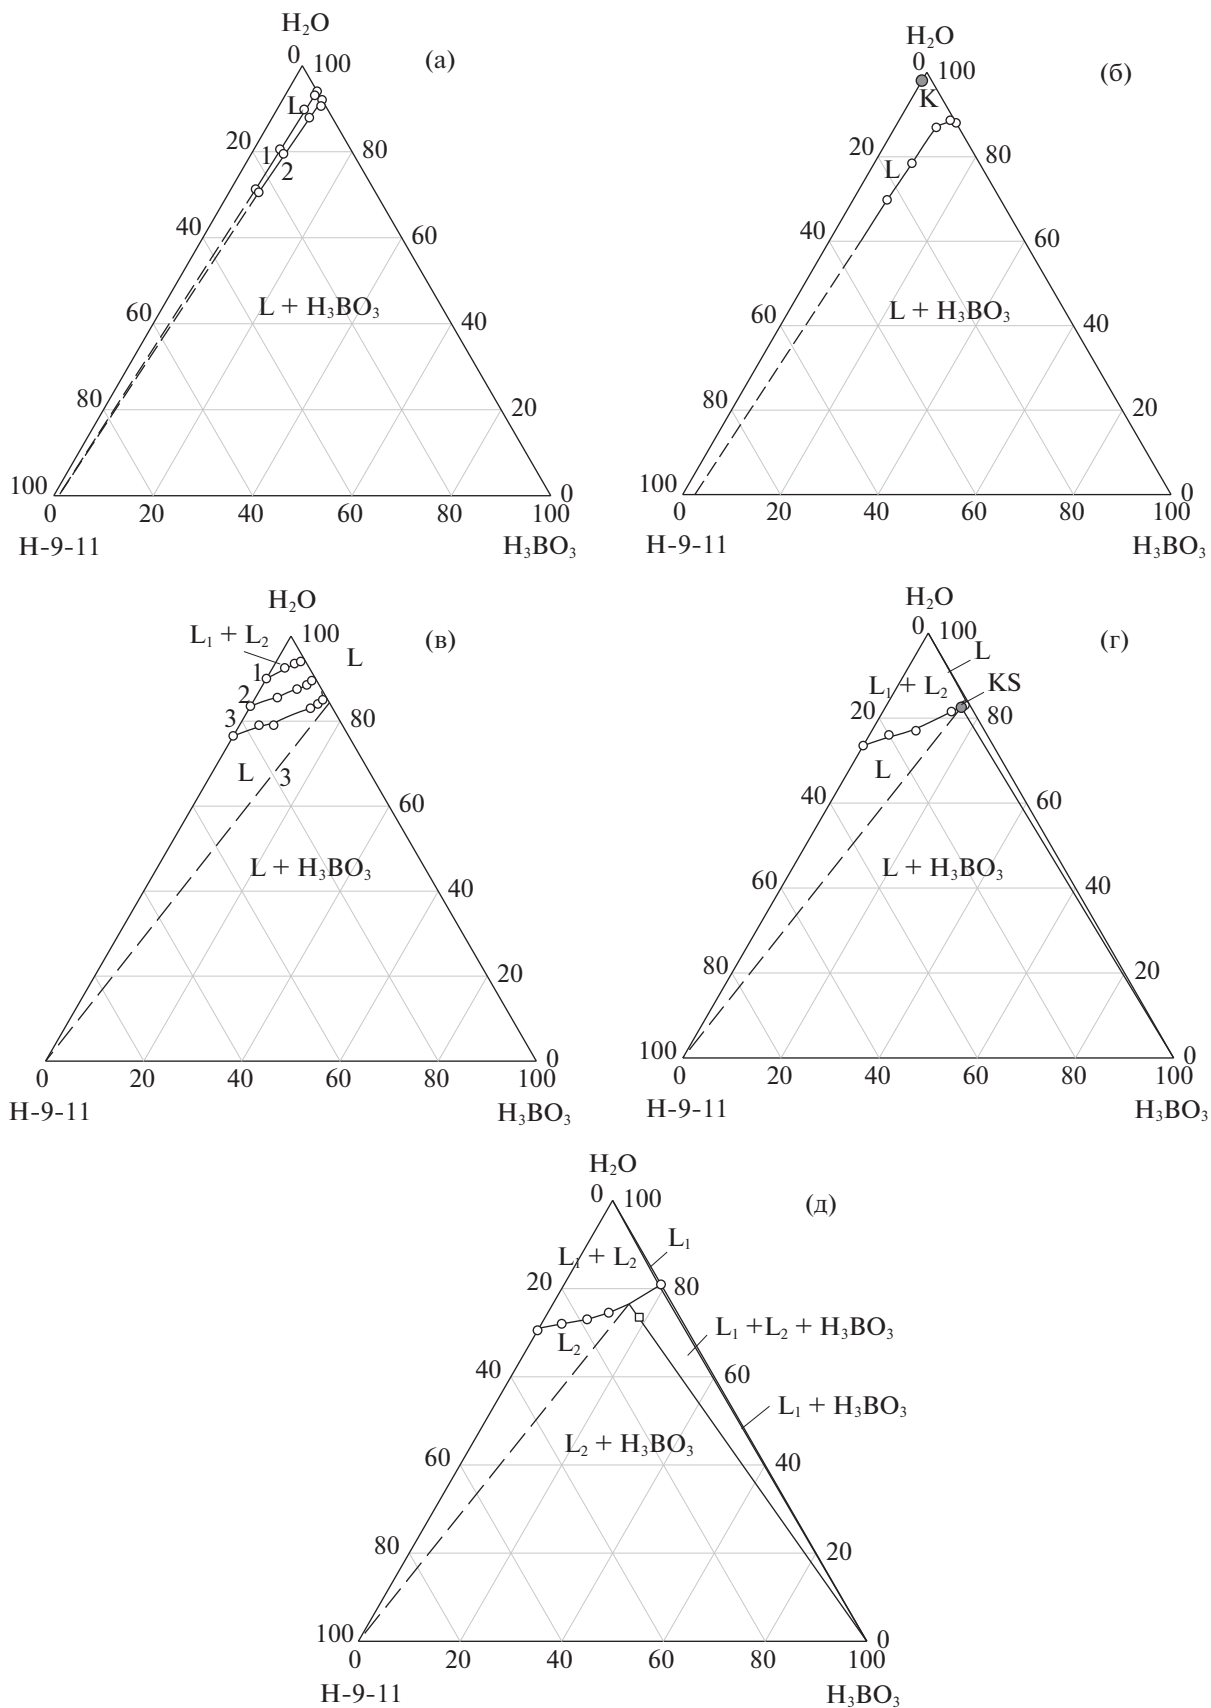 H₂O
0 100
(а)
L
20
1
80
2
40
60
L + H₃BO₃
60
40
80
20
100
0
0 20 40 60 80 100
Н-9-11
H₃BO₃
H₂O
0 100
(б)
K
20
80
L
40
60
L + H₃BO₃
60
40
80
20
100
0
0 20 40 60 80 100
Н-9-11
H₃BO₃
H₂O
100
(в)
L₁ + L₂
L
1
2
3
80
L 3
60
L + H₃BO₃
40
20
0
0 20 40 60 80 100
Н-9-11
H₃BO₃
H₂O
0 100
(г)
L
L₁ + L₂
KS
20
80
L
40
60
L + H₃BO₃
60
40
80
20
100
0
0 20 40 60 80 100
Н-9-11
H₃BO₃
H₂O
0 100
(д)
L₁
L₁ + L₂
20
80
L₁ +L₂ + H₃BO₃
L₂
40
60
L₁ + H₃BO₃
L₂ + H₃BO₃
60
40
80
20
100
0
0 20 40 60 80 100
Н-9-11
H₃BO₃